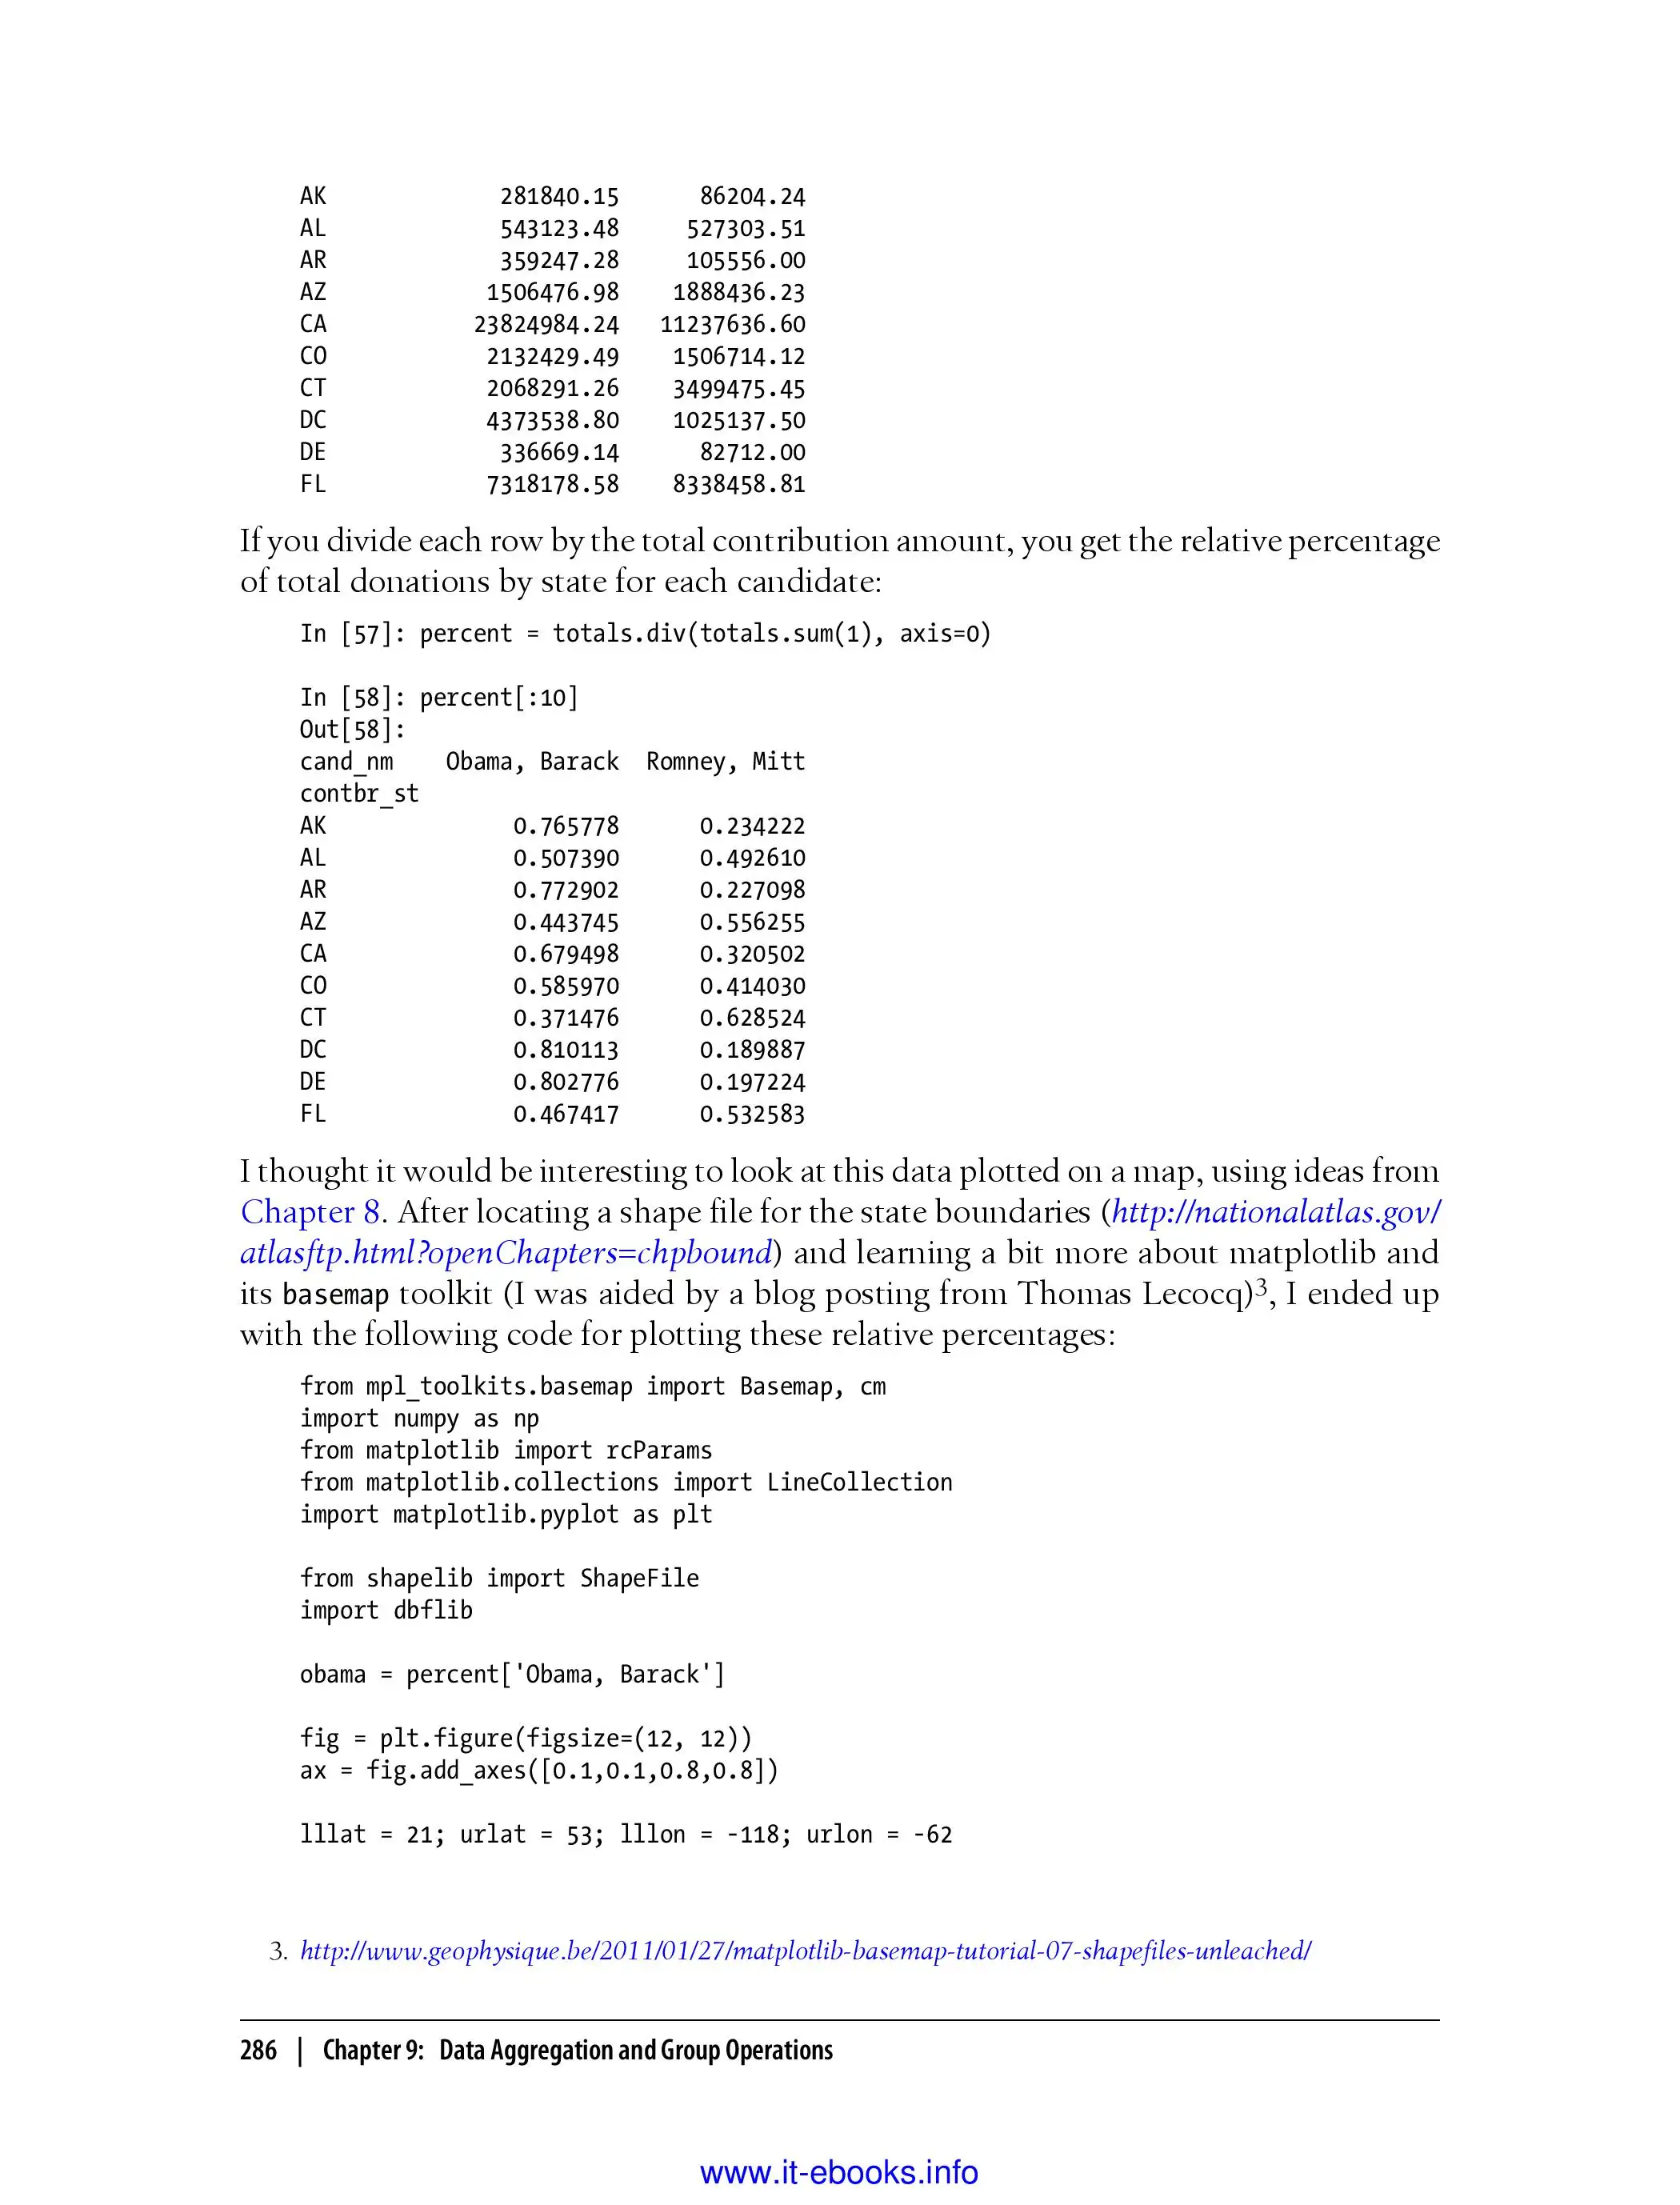 AK             281840.15      86204.24
AL             543123.48     527303.51
AR             359247.28     105556.00
AZ            1506476.98    1888436.23
CA           23824984.24   11237636.60
CO            2132429.49    1506714.12
CT            2068291.26    3499475.45
DC            4373538.80    1025137.50
DE             336669.14      82712.00
FL            7318178.58    8338458.81
If you divide each row by the total contribution amount, you get the relative percentage
of total donations by state for each candidate:
In [57]: percent = totals.div(totals.sum(1), axis=0)
In [58]: percent[:10]
Out[58]:
cand_nm    Obama, Barack  Romney, Mitt
contbr_st
AK              0.765778      0.234222
AL              0.507390      0.492610
AR              0.772902      0.227098
AZ              0.443745      0.556255
CA              0.679498      0.320502
CO              0.585970      0.414030
CT              0.371476      0.628524
DC              0.810113      0.189887
DE              0.802776      0.197224
FL              0.467417      0.532583
I thought it would be interesting to look at this data plotted on a map, using ideas from
Chapter 8. After locating a shape file for the state boundaries (http://nationalatlas.gov/
atlasftp.html?openChapters=chpbound) and learning a bit more about matplotlib and
its basemap toolkit (I was aided by a blog posting from Thomas Lecocq)3, I ended up
with the following code for plotting these relative percentages:
from mpl_toolkits.basemap import Basemap, cm
import numpy as np
from matplotlib import rcParams
from matplotlib.collections import LineCollection
import matplotlib.pyplot as plt
from shapelib import ShapeFile
import dbflib
obama = percent['Obama, Barack']
fig = plt.figure(figsize=(12, 12))
ax = fig.add_axes([0.1,0.1,0.8,0.8])
lllat = 21; urlat = 53; lllon = -118; urlon = -62
3. http://www.geophysique.be/2011/01/27/matplotlib-basemap-tutorial-07-shapefiles-unleached/
286 | Chapter 9: Data Aggregation and Group Operations
www.it-ebooks.info